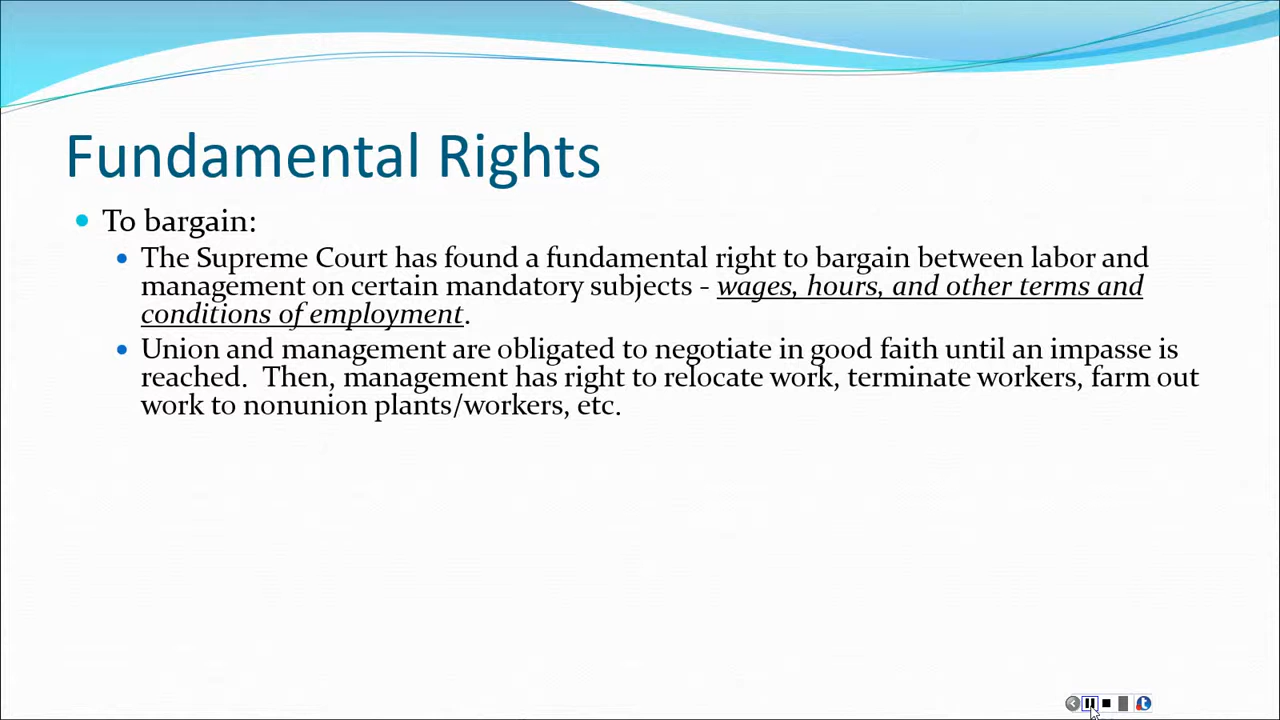 Fundamental Rights
To bargain:
The Supreme Court has found a fundamental right to bargain between labor and
management on certain mandatory subjects - wages, hours, and other terms and
conditions of employment.
Union and management are obligated to negotiate in good faith until an impasse is
reached.  Then, management has right to relocate work, terminate workers, farm out
work to nonunion plants/workers, etc.